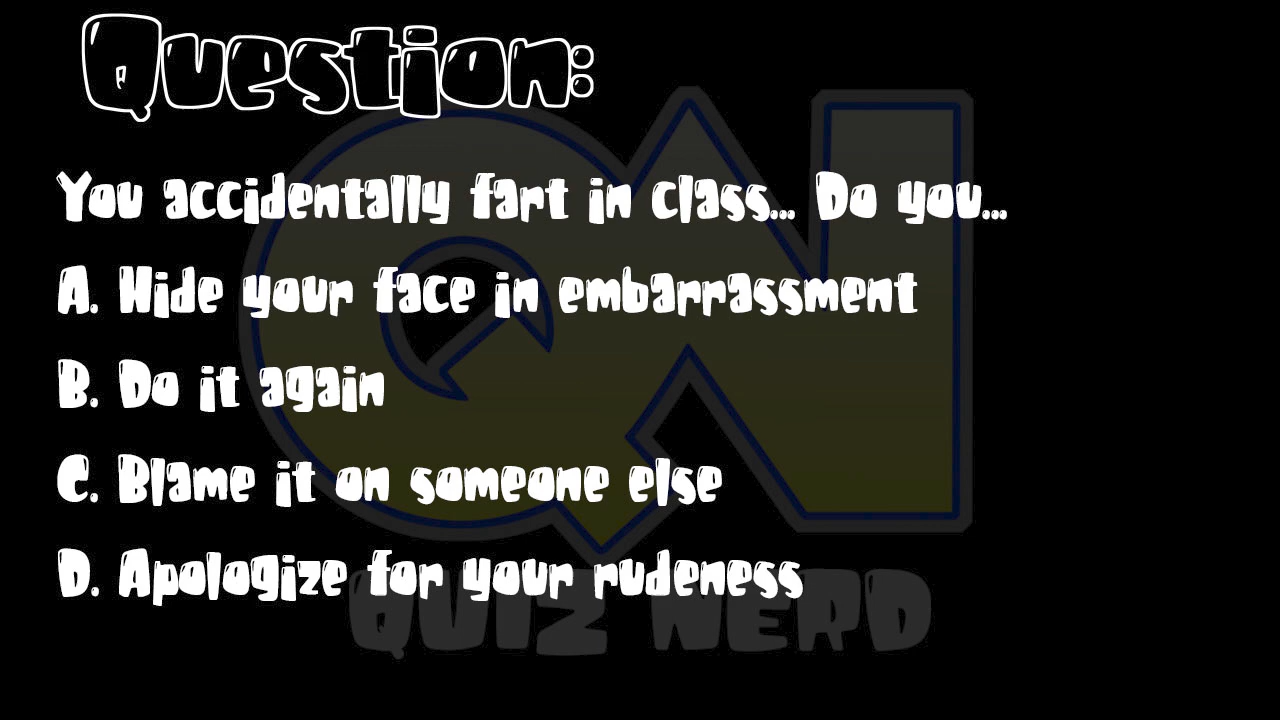 Question:
You accidentally fart in class... Do you...
A. Hide your face in embarrassment
B. Do it again
C. Blame it on someone else
D. Apologize for your rudeness
QN
QUIZ NERD